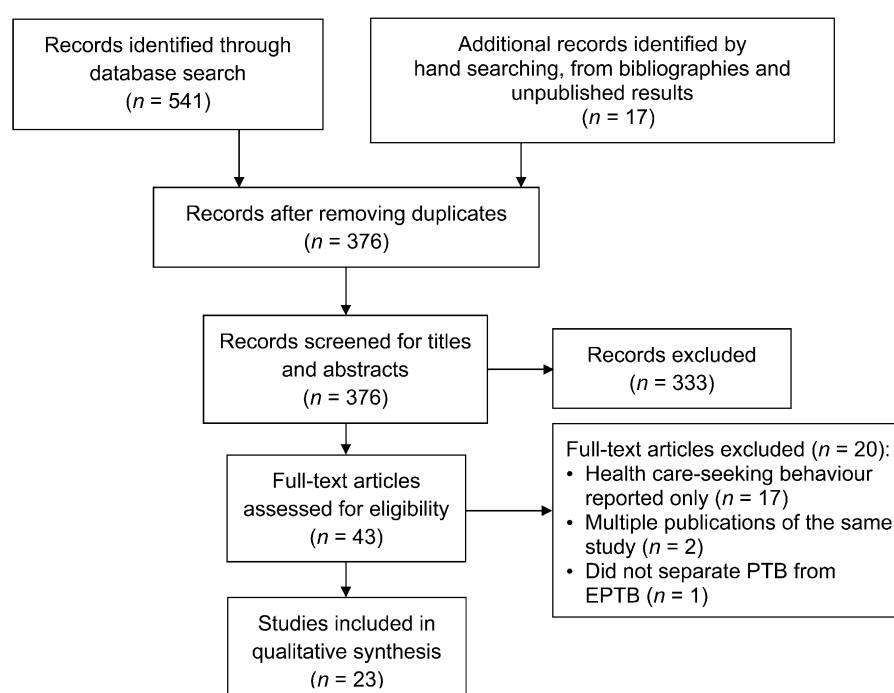 Records identified through
database search
(n = 541)
Additional records identified by
hand searching, from bibliographies and
unpublished results
(n = 17)
Records after removing duplicates
(n = 376)
Records screened for titles
and abstracts
(n = 376)
Records excluded
(n = 333)
Full-text articles
assessed for eligibility
(n = 43)
Full-text articles excluded (n = 20):
• Health care-seeking behaviour
reported only (n = 17)
• Multiple publications of the same
study (n = 2)
• Did not separate PTB from
EPTB (n = 1)
Studies included in
qualitative synthesis
(n = 23)